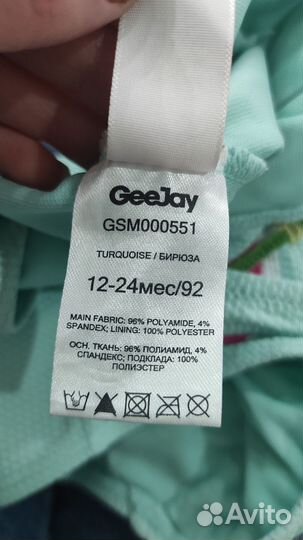 GeeJay
GSM000551
TURQUOISE / БИРЮЗА
12-24мес/92
MAIN FABRIC: 96% POLYAMIDE, 4%
SPANDEX; LINING: 100% POLYESTER
ОСН. ТКАНЬ: 96% ПОЛИАМИД, 4%
СПАНДЕКС; ПОДКЛАДА: 100%
ПОЛИЭСТЕР
Avito